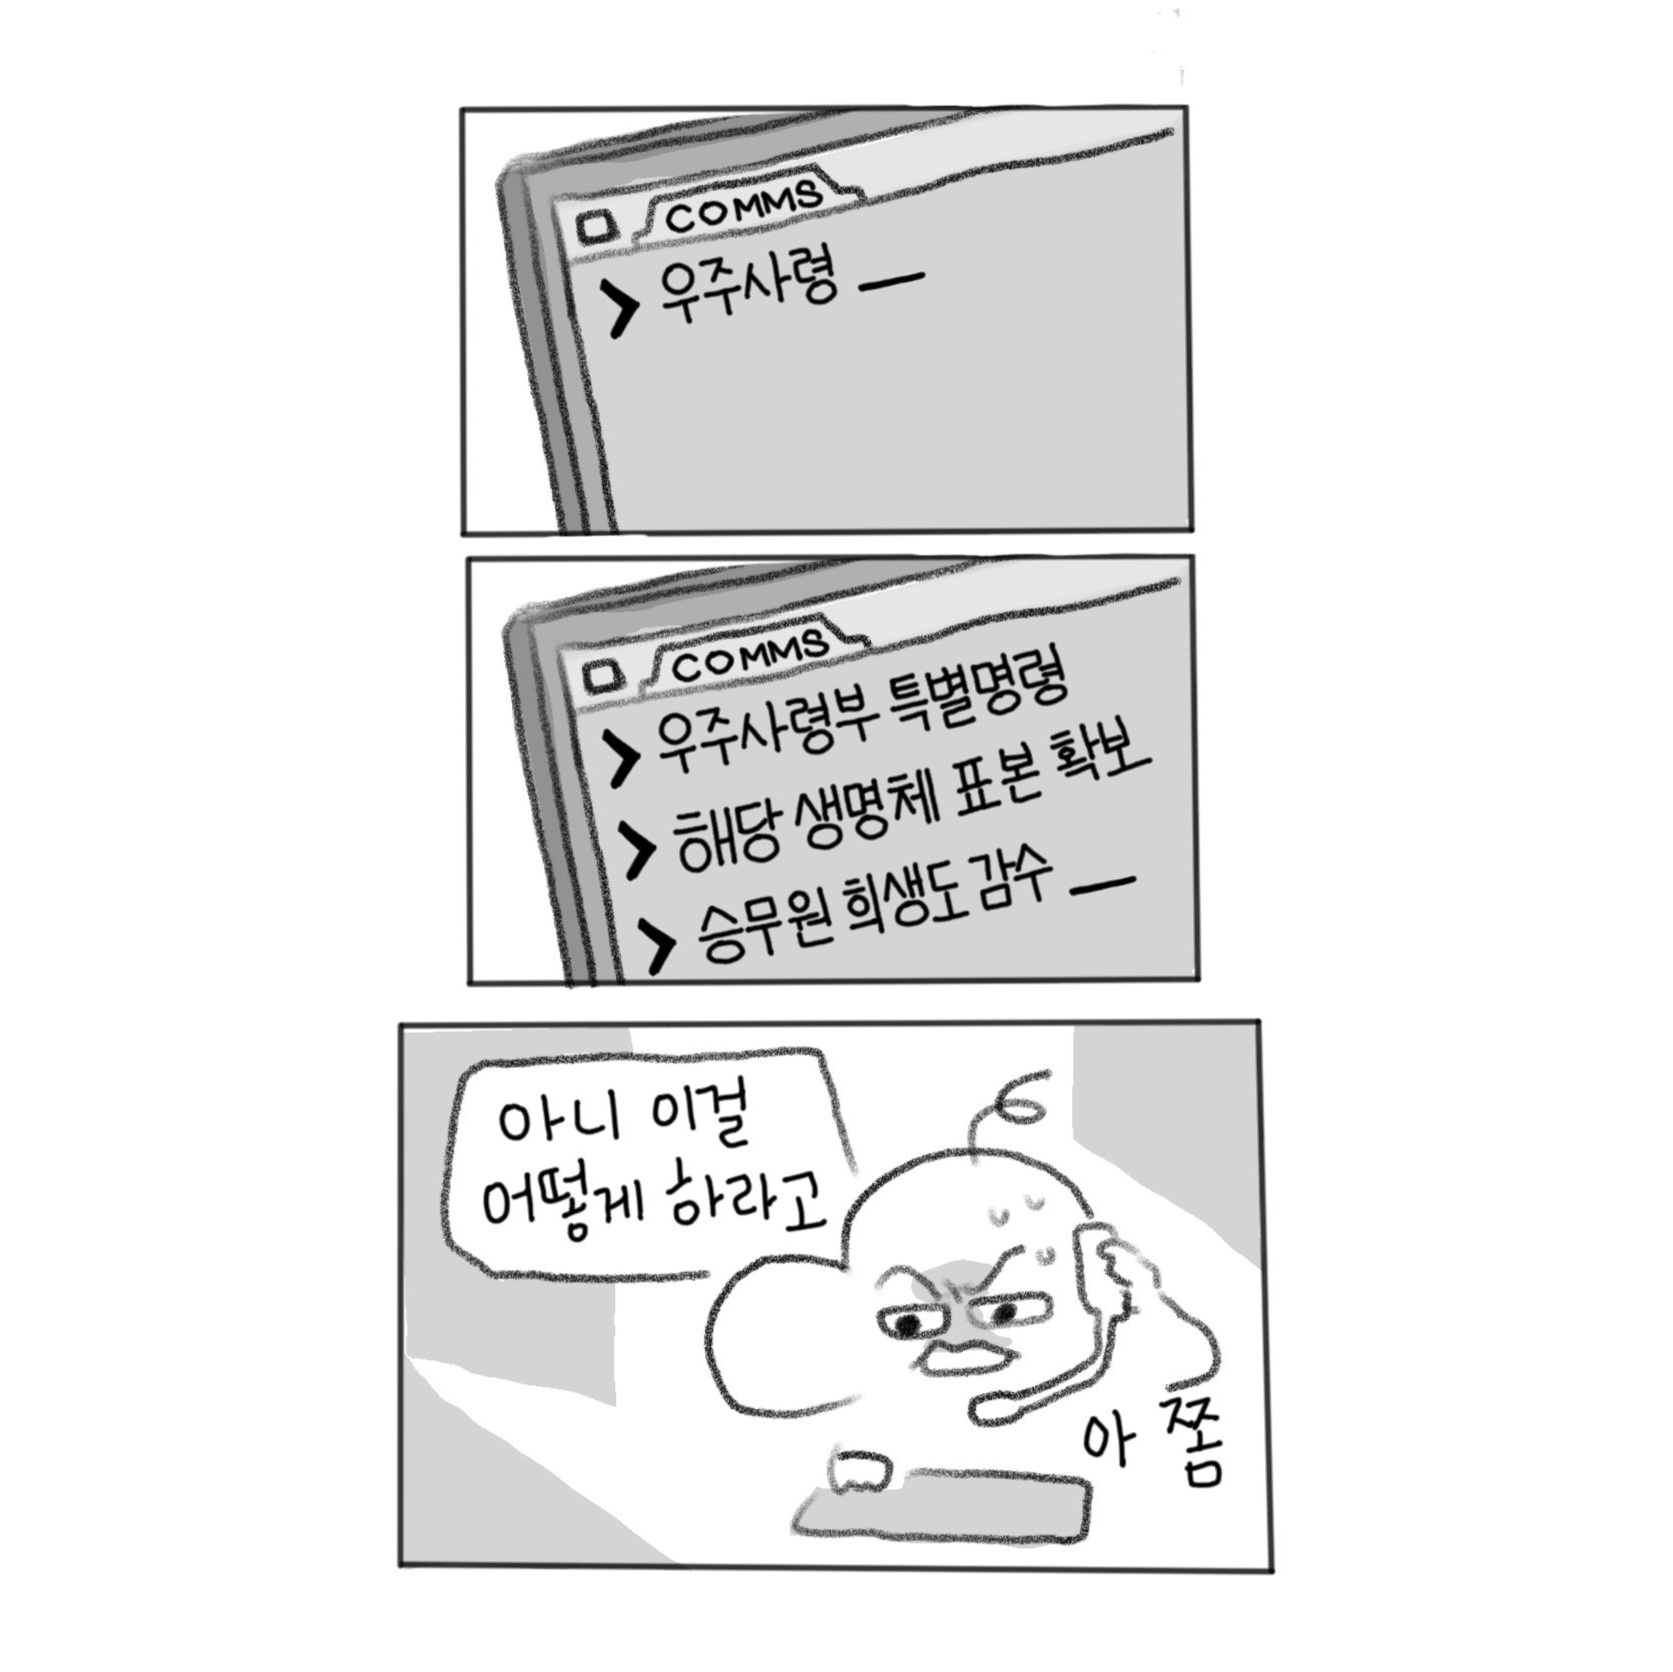 COMMS
> 우주사령 _
COMMS
> 우주사령부 특별명령
> 해당 생명체 표본 확보
> 승무원 희생도 감수 _
아니 이걸
어떻게 하라고
아 쫌